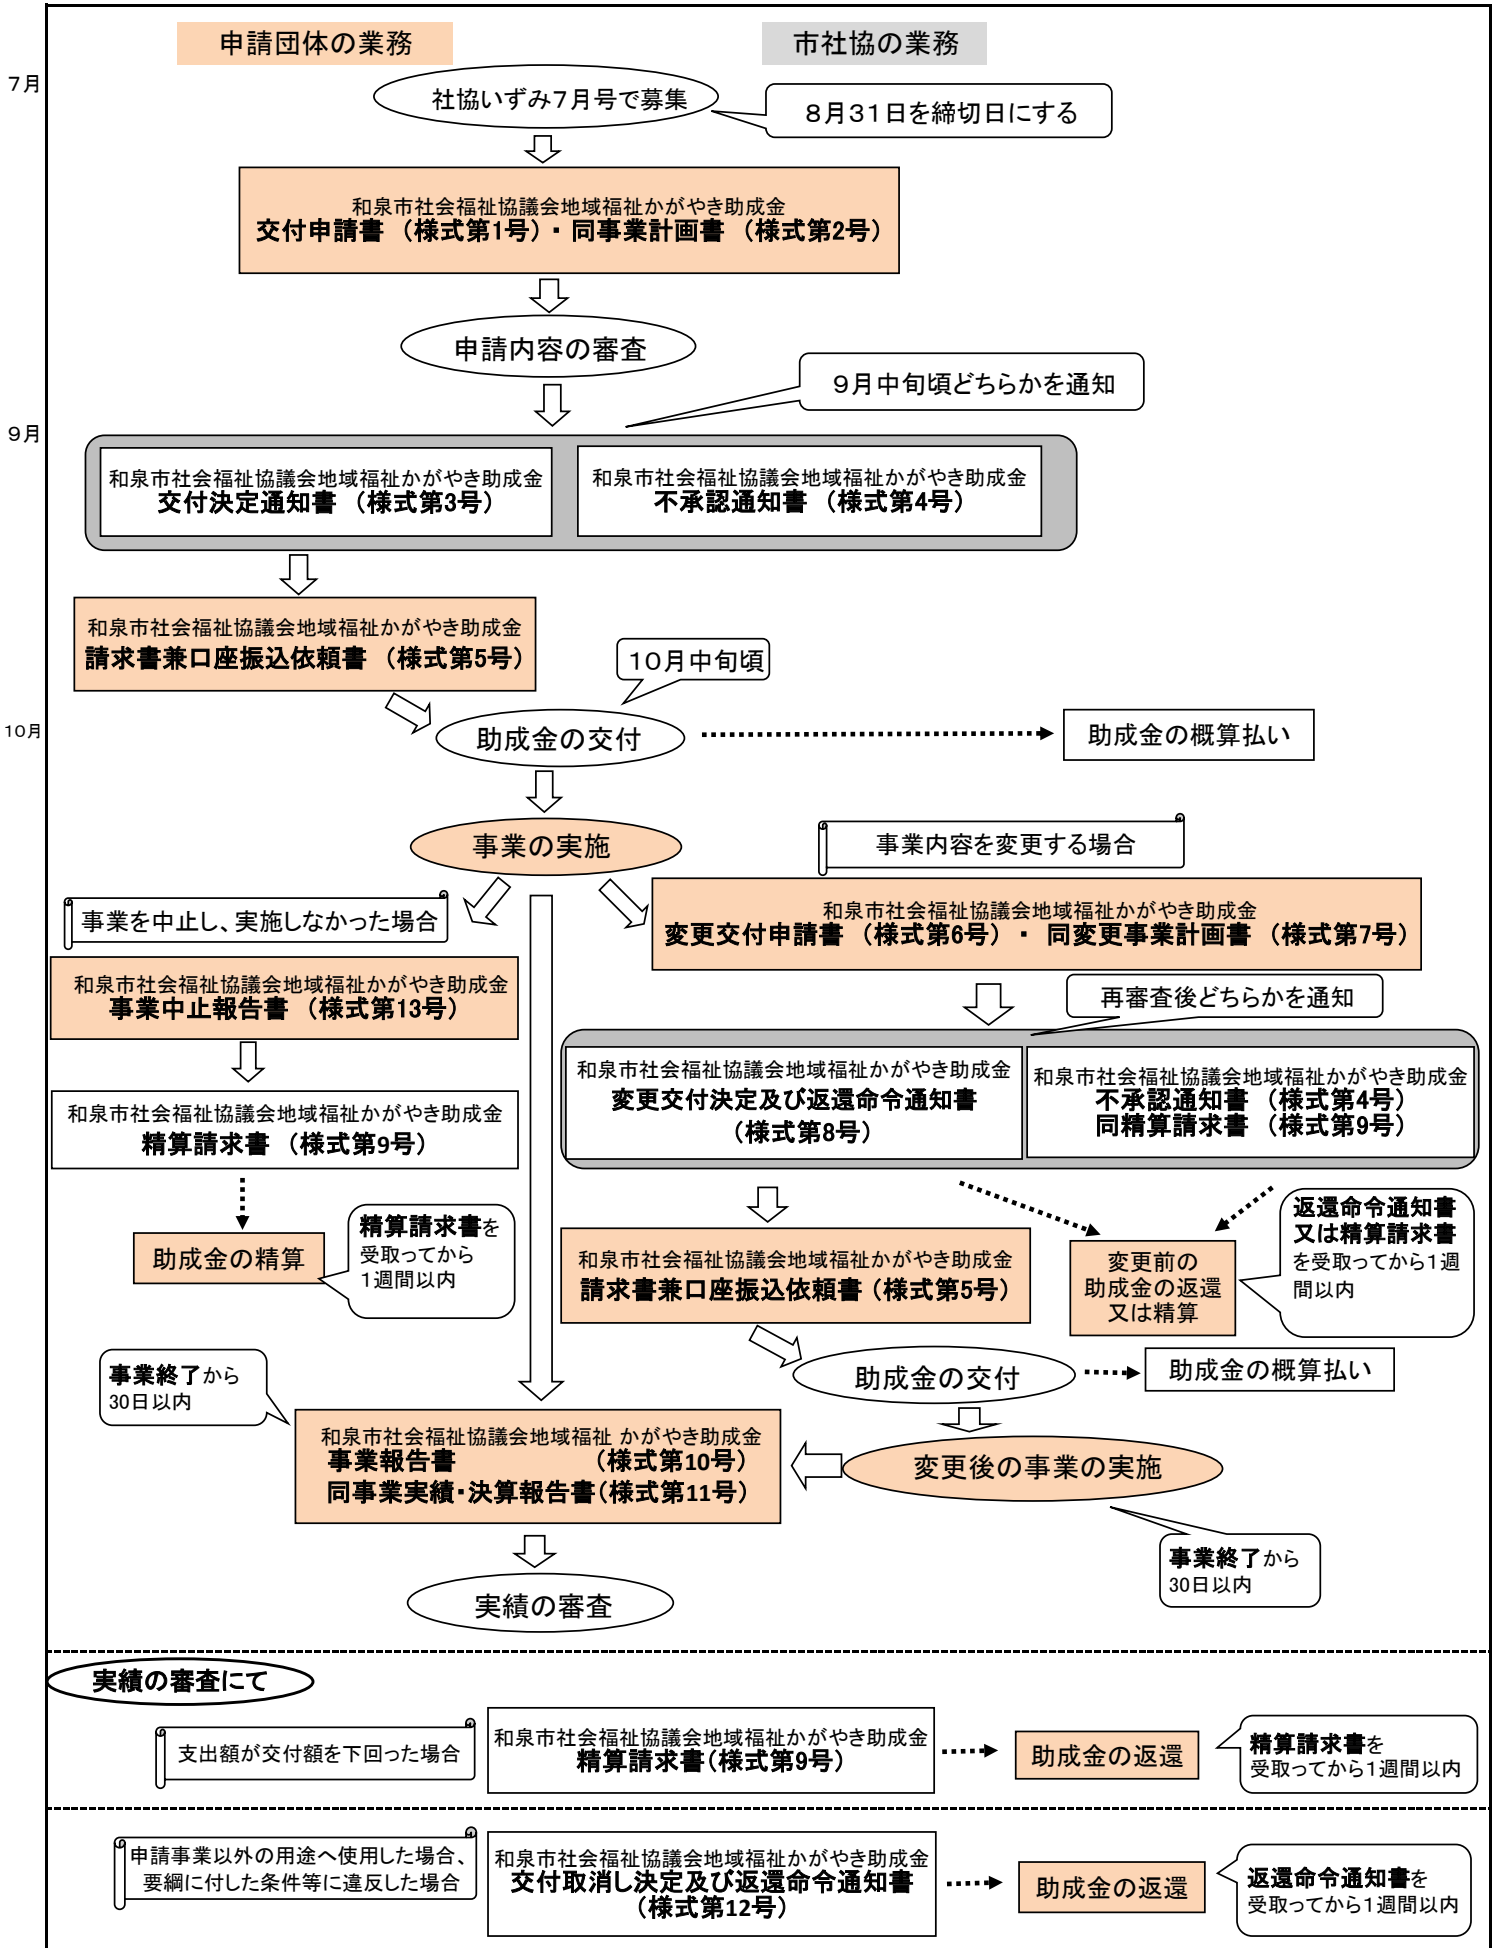 申請団体の業務
市社協の業務
7月
社協いずみ7月号で募集
8月31日を締切日にする
和泉市社会福祉協議会地域福祉かがやき助成金
交付申請書 (様式第1号)・同事業計画書 (様式第2号)
申請内容の審査
9月中旬頃どちらかを通知
9月
和泉市社会福祉協議会地域福祉かがやき助成金
交付決定通知書 (様式第3号)
和泉市社会福祉協議会地域福祉かがやき助成金
不承認通知書 (様式第4号)
和泉市社会福祉協議会地域福祉かがやき助成金
請求書兼口座振込依頼書 (様式第5号)
10月中旬頃
10月
助成金の交付
助成金の概算払い
事業の実施
事業内容を変更する場合
事業を中止し、実施しなかった場合
和泉市社会福祉協議会地域福祉かがやき助成金
変更交付申請書 (様式第6号)・ 同変更事業計画書 (様式第7号)
和泉市社会福祉協議会地域福祉かがやき助成金
事業中止報告書 (様式第13号)
再審査後どちらかを通知
和泉市社会福祉協議会地域福祉かがやき助成金
変更交付決定及び返還命令通知書
(様式第8号)
和泉市社会福祉協議会地域福祉かがやき助成金
不承認通知書 (様式第4号)
同精算請求書 (様式第9号)
和泉市社会福祉協議会地域福祉かがやき助成金
精算請求書 (様式第9号)
助成金の精算
精算請求書を
受取ってから
1週間以内
和泉市社会福祉協議会地域福祉かがやき助成金
請求書兼口座振込依頼書 (様式第5号)
変更前の
助成金の返還
又は精算
返還命令通知書
又は精算請求書
を受取ってから1週
間以内
助成金の交付
助成金の概算払い
事業終了から
30日以内
和泉市社会福祉協議会地域福祉 かがやき助成金
事業報告書 (様式第10号)
同事業実績・決算報告書(様式第11号)
変更後の事業の実施
事業終了から
30日以内
実績の審査
実績の審査にて
支出額が交付額を下回った場合
和泉市社会福祉協議会地域福祉かがやき助成金
精算請求書(様式第9号)
助成金の返還
精算請求書を
受取ってから1週間以内
申請事業以外の用途へ使用した場合、
要綱に付した条件等に違反した場合
和泉市社会福祉協議会地域福祉かがやき助成金
交付取消し決定及び返還命令通知書
(様式第12号)
助成金の返還
返還命令通知書を
受取ってから1週間以内